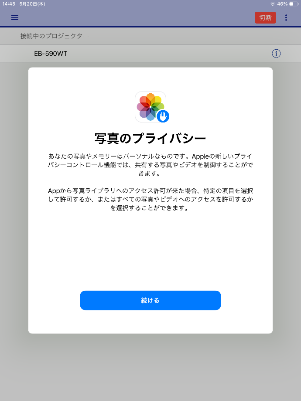 14:45 5月20日(木)
46%
切断
接続中のプロジェクタ
EB-590WT
写真のプライバシー
あなたの写真やメモリーはパーソナルなものです。Appleの新しいプライ
バシーコントロール機能では、共有する写真やビデオを制御することがで
きます。
Appから写真ライブラリへのアクセス許可が来た場合、特定の項目を選択
して許可するか、またはすべての写真やビデオへのアクセスを許可するか
を選択することができます。
続ける